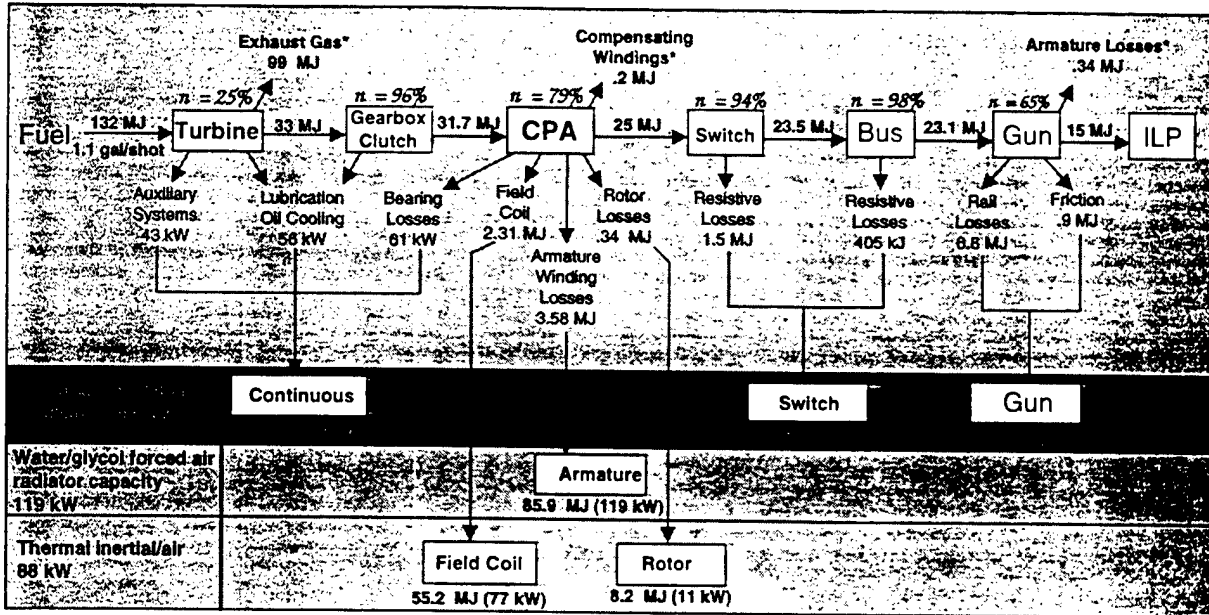 Exhaust Gas*
99 MJ
Compensating
Windings*
.2 MJ
Armature Losses*
.34 MJ
n = 25%
n = 96%
n = 79%
n = 94%
n = 98%
n = 65%
Fuel
132 MJ
1.1 gal/shot
Turbine
33 MJ
Gearbox
Clutch
31.7 MJ
CPA
25 MJ
Switch
23.5 MJ
Bus
23.1 MJ
Gun
15 MJ
ILP
Auxiliary
Systems
43 kW
Lubrication
Oil Cooling
56 kW
Bearing
Losses
61 kW
Field
Coil
2.31 MJ
Armature
Winding
Losses
3.58 MJ
Rotor
Losses
.34 MJ
Resistive
Losses
1.5 MJ
Resistive
Losses
405 kJ
Rail
Losses
6.8 MJ
Friction
.9 MJ
Continuous
Switch
Gun
Water/glycol forced air
radiator capacity
119 kW
Armature
85.9 MJ (119 kW)
Thermal inertial/air
88 kW
Field Coil
55.2 MJ (77 kW)
Rotor
8.2 MJ (11 kW)